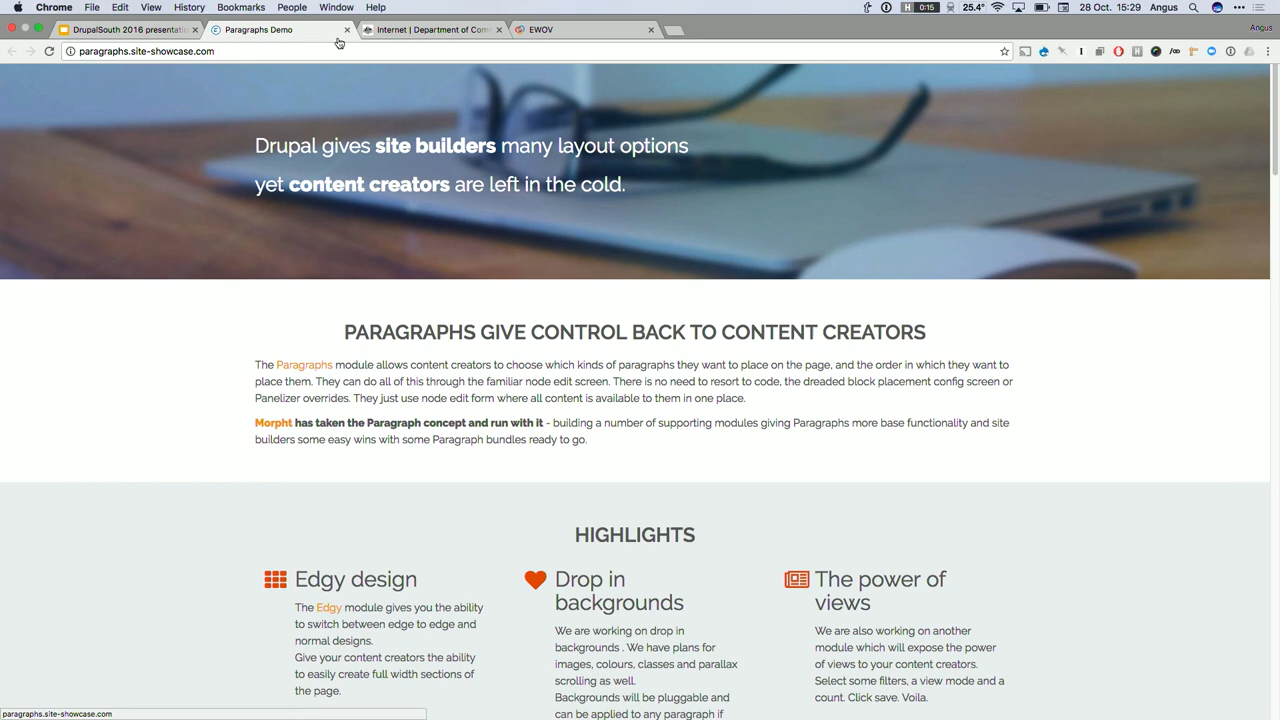 Chrome File Edit View History Bookmarks People Window Help 0:15 25.4° 28 Oct. 15:29 Angus
DrupalSouth 2016 presentati Paragraphs Demo Internet | Department of Com EWOV Angus
paragraphs.site-showcase.com
Drupal gives site builders many layout options
yet content creators are left in the cold.
PARAGRAPHS GIVE CONTROL BACK TO CONTENT CREATORS
The Paragraphs module allows content creators to choose which kinds of paragraphs they want to place on the page, and the order in which they want to
place them. They can do all of this through the familiar node edit screen. There is no need to resort to code, the dreaded block placement config screen or
Panelizer overrides. They just use node edit form where all content is available to them in one place.
Morpht has taken the Paragraph concept and run with it - building a number of supporting modules giving Paragraphs more base functionality and site
builders some easy wins with some Paragraph bundles ready to go.
HIGHLIGHTS
Edgy design
The Edgy module gives you the ability
to switch between edge to edge and
normal designs.
Give your content creators the ability
to easily create full width sections of
the page.
Drop in
backgrounds
We are working on drop in
backgrounds . We have plans for
images, colours, classes and parallax
scrolling as well.
Backgrounds will be pluggable and
can be applied to any paragraph if
The power of
views
We are also working on another
module which will expose the power
of views to your content creators.
Select some filters, a view mode and a
count. Click save. Voila.
paragraphs.site-showcase.com